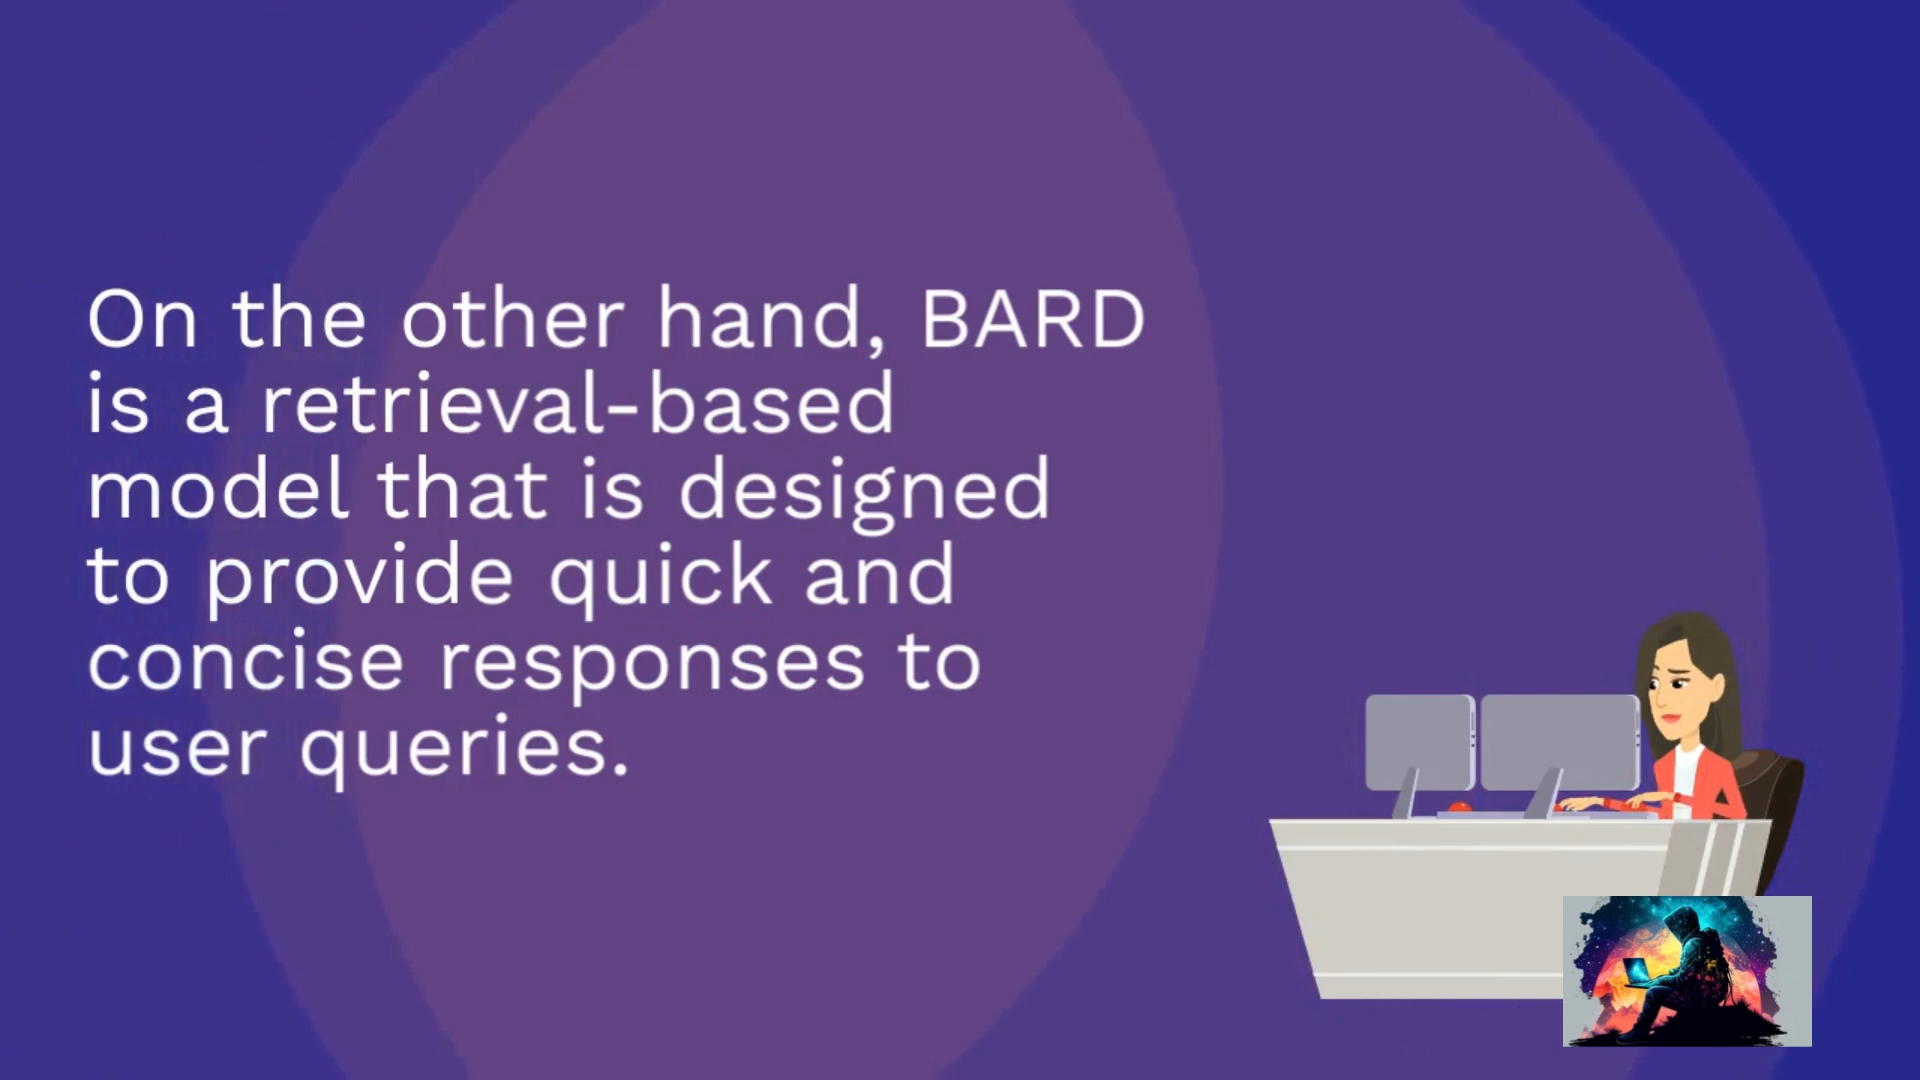 On the other hand, BARD
is a retrieval-based
model that is designed
to provide quick and
concise responses to
user queries.